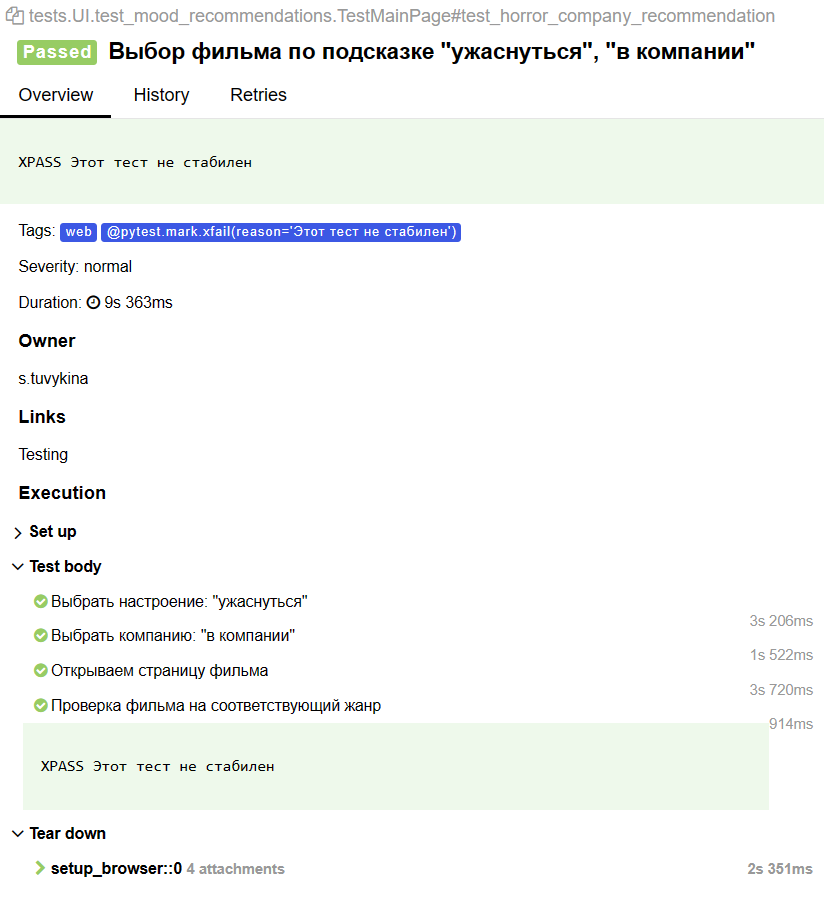 tests.UI.test_mood_recommendations.TestMainPage#test_horror_company_recommendation
Passed Выбор фильма по подсказке "ужаснуться", "в компании"
Overview History Retries
XPASS Этот тест не стабилен
Tags: web @pytest.mark.xfail(reason='Этот тест не стабилен')
Severity: normal
Duration: 9s 363ms
Owner
s.tuvykina
Links
Testing
Execution
Set up
Test body
Выбрать настроение: "ужаснуться"
3s 206ms
Выбрать компанию: "в компании"
1s 522ms
Открываем страницу фильма
3s 720ms
Проверка фильма на соответствующий жанр
914ms
XPASS Этот тест не стабилен
Tear down
setup_browser::0 4 attachments 2s 351ms